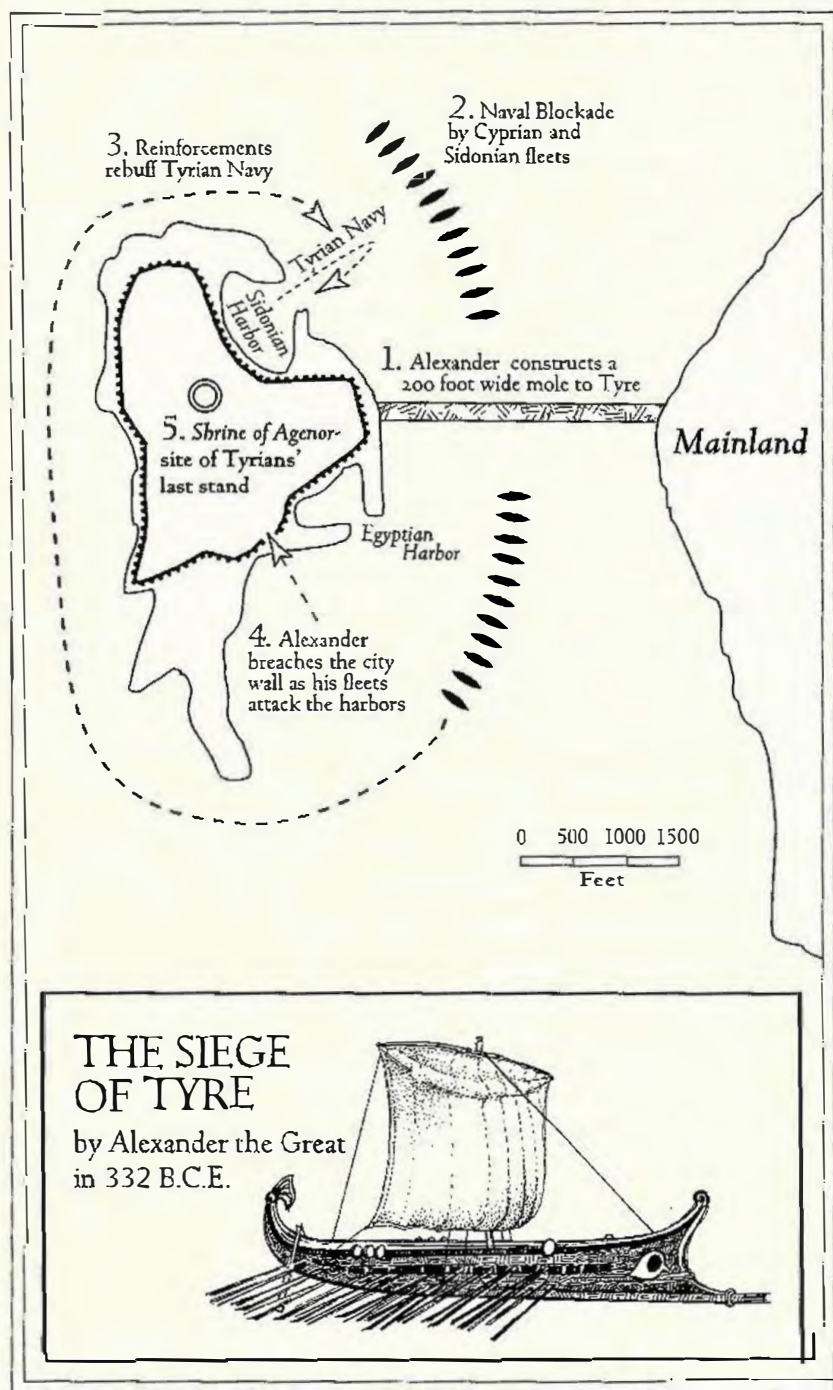 2. Naval Blockade
by Cyprian and
Sidonian fleets
3. Reinforcements
rebuff Tyrian Navy
Tyrian Navy
Sidonian
Harbor
1. Alexander constructs a
200 foot wide mole to Tyre
Mainland
5. Shrine of Agenor-
site of Tyrians'
last stand
Egyptian
Harbor
4. Alexander
breaches the city
wall as his fleets
attack the harbors
0 500 1000 1500
Feet
THE SIEGE
OF TYRE
by Alexander the Great
in 332 B.C.E.